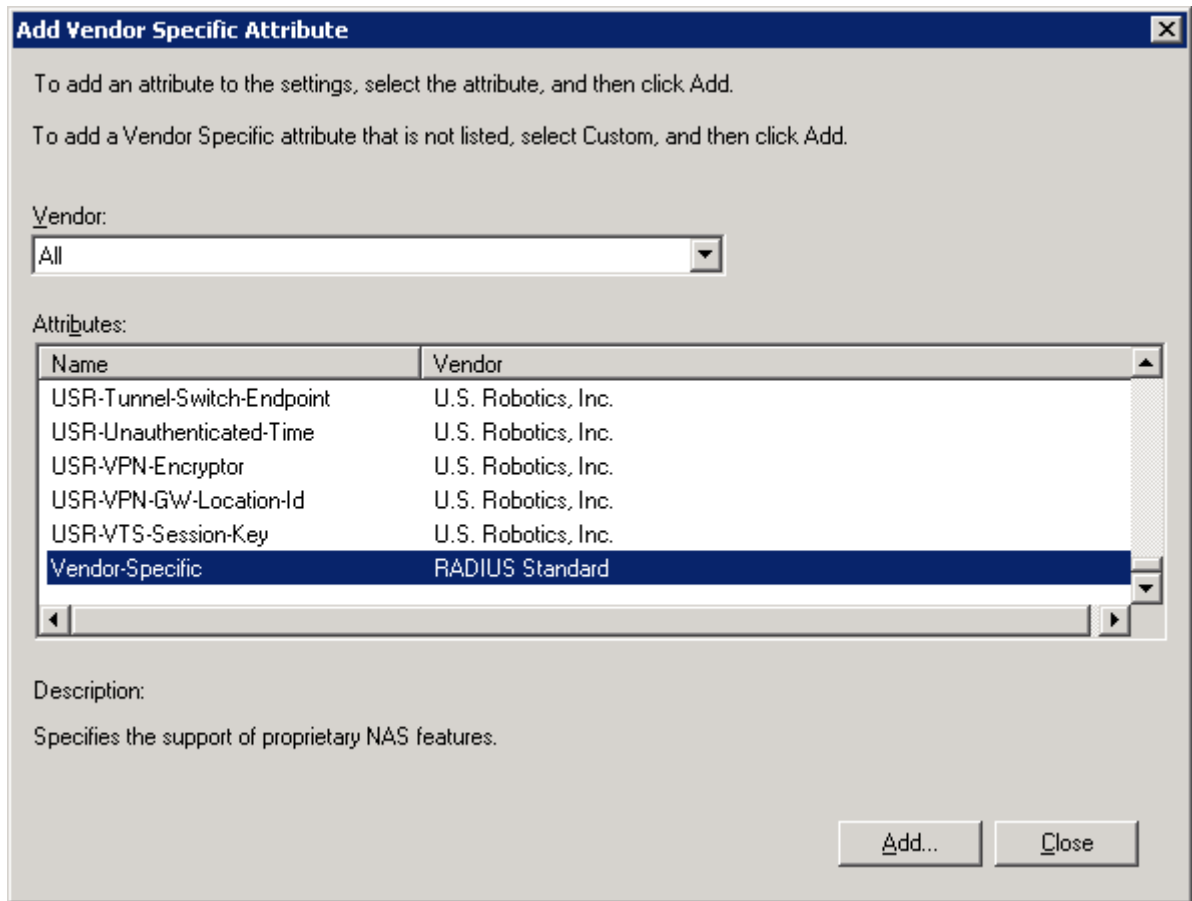 Add Vendor Specific Attribute
To add an attribute to the settings, select the attribute, and then click Add.
To add a Vendor Specific attribute that is not listed, select Custom, and then click Add.
Vendor:
All
Attributes:
Name Vendor
USR-Tunnel-Switch-Endpoint U.S. Robotics, Inc.
USR-Unauthenticated-Time U.S. Robotics, Inc.
USR-VPN-Encryptor U.S. Robotics, Inc.
USR-VPN-GW-Location-Id U.S. Robotics, Inc.
USR-VTS-Session-Key U.S. Robotics, Inc.
Vendor-Specific RADIUS Standard
Description:
Specifies the support of proprietary NAS features.
Add... Close